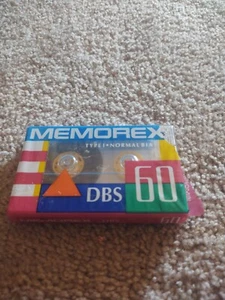 MEMOREX
TYPE I • NORMAL BIAS
DBS 60